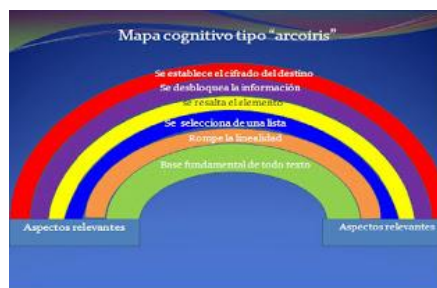 Mapa cognitivo tipo "arcoiris"
Se establece el cifrado del destino
Se desbloquea la información
se resalta el elemento
Se selecciona de una lista
Rompe la linealidad
Base fundamental de todo texto
Aspectos relevantes
Aspectos relevantes